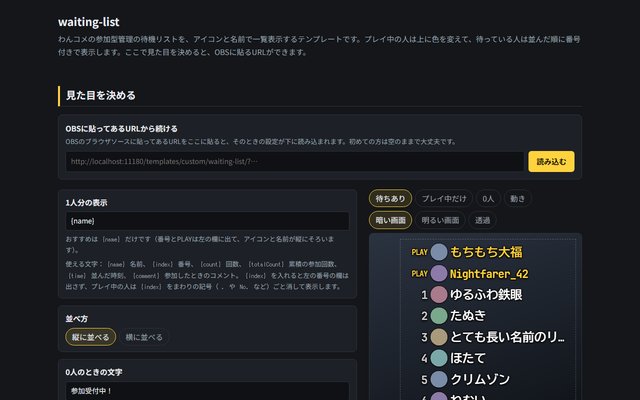 waiting-list
わんコメの参加型管理の待機リストを、アイコンと名前で一覧表示するテンプレートです。プレイ中の人は上に色を変えて、待っている人は並んだ順に番号
付きで表示します。ここで見た目を決めると、OBSに貼るURLができます。
見た目を決める
OBSに貼ってあるURLから続ける
OBSのブラウザソースに貼ってあるURLをここに貼ると、そのときの設定が下に読み込まれます。初めての方は空のままで大丈夫です。
http://localhost:11180/templates/custom/waiting-list/?…
読み込む
1人分の表示
{name}
おすすめは {name} だけです（番号とPLAYは左の欄に出て、アイコンと名前が縦にそろいま
す）。
使える文字： {name} 名前、 {index} 番号、 {count} 回数、 {totalCount} 累積の参加回数、
{time} 並んだ時刻、 {comment} 参加したときのコメント。 {index} を入れると左の番号の欄は
出さず、プレイ中の人は {index} をまわりの記号（ . や No. など）ごと消して表示します。
並べ方
縦に並べる
横に並べる
0人のときの文字
参加受付中！
待ちあり
プレイ中だけ
0人
動き
暗い画面
明るい画面
透過
PLAY もちもち大福
PLAY Nightfarer_42
1 ゆるふわ鉄眼
2 たぬき
3 とても長い名前のリ…
4 ほたて
5 クリムゾン